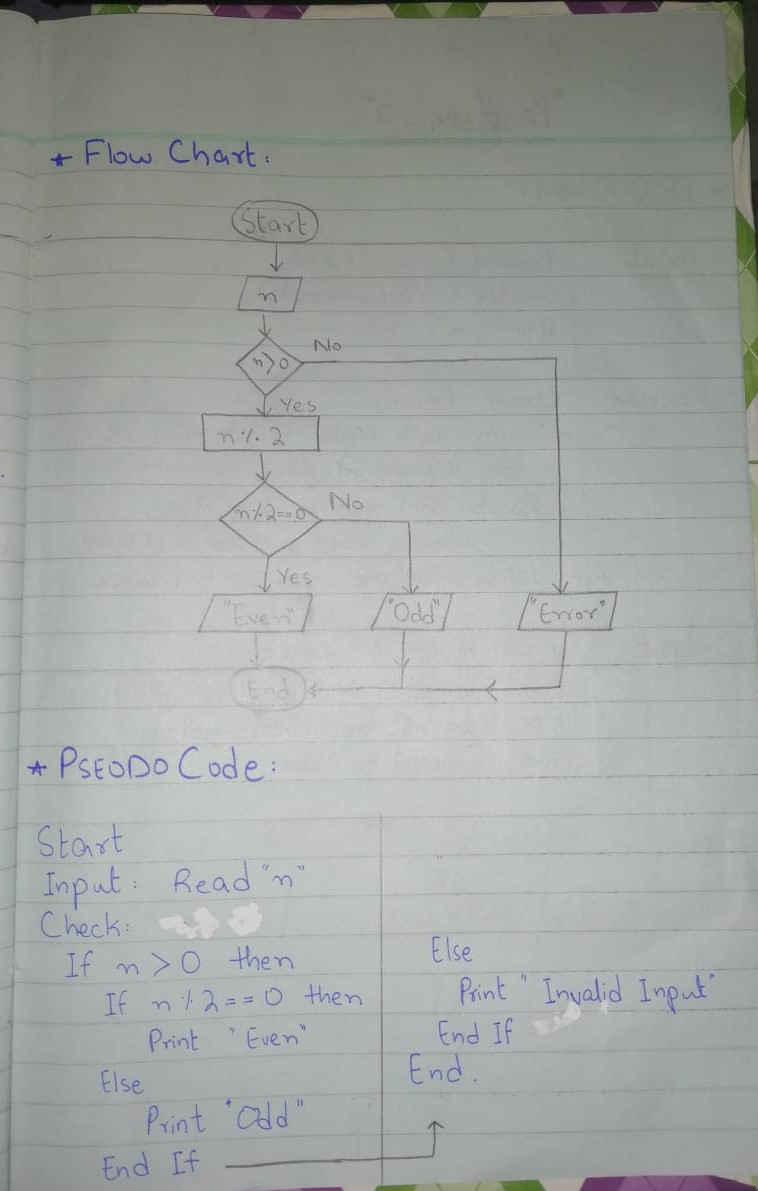 * Flow Chart:
Start
n
n>0
No
Yes
n % 2
n%2==0
No
Yes
"Even"
"Odd"
"Error"
End
* PSEODO Code:
Start
Input: Read "n"
Check:
If n > 0 then
If n % 2 == 0 then
Print "Even"
Else
Print "Odd"
End If
Else
Print "Invalid Input"
End If
End.